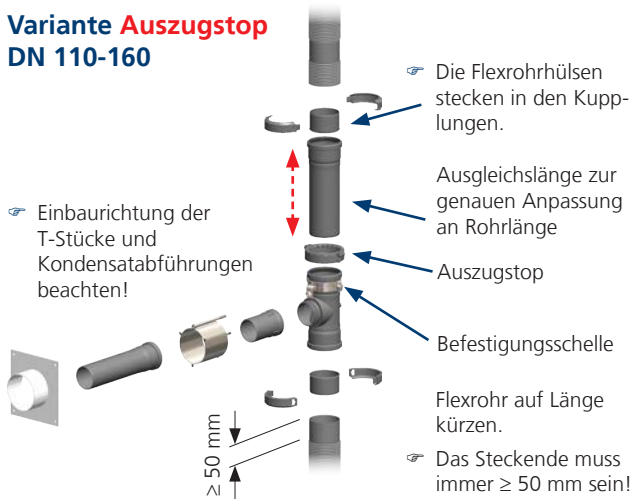 Variante Auszugstop
DN 110-160
☞ Die Flexrohrhülsen
stecken in den Kupp-
lungen.
Ausgleichslänge zur
genauen Anpassung
an Rohrlänge
☞ Einbaurichtung der
T-Stücke und
Kondensatabführungen
beachten!
Auszugstop
Befestigungsschelle
Flexrohr auf Länge
kürzen.
☞ Das Steckende muss
immer ≥ 50 mm sein!
≥ 50 mm